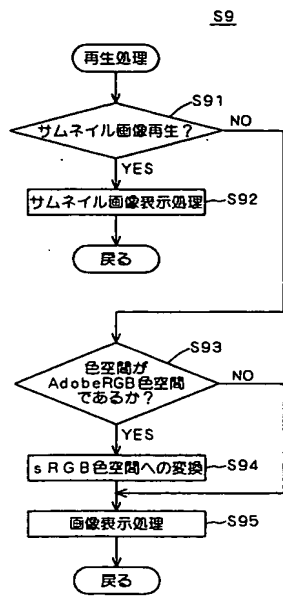 S9
再生処理
S91
サムネイル画像再生？
NO
YES
サムネイル画像表示処理
S92
戻る
S93
色空間が
AdobeRGB色空間
であるか？
NO
YES
sRGB色空間への変換
S94
画像表示処理
S95
戻る